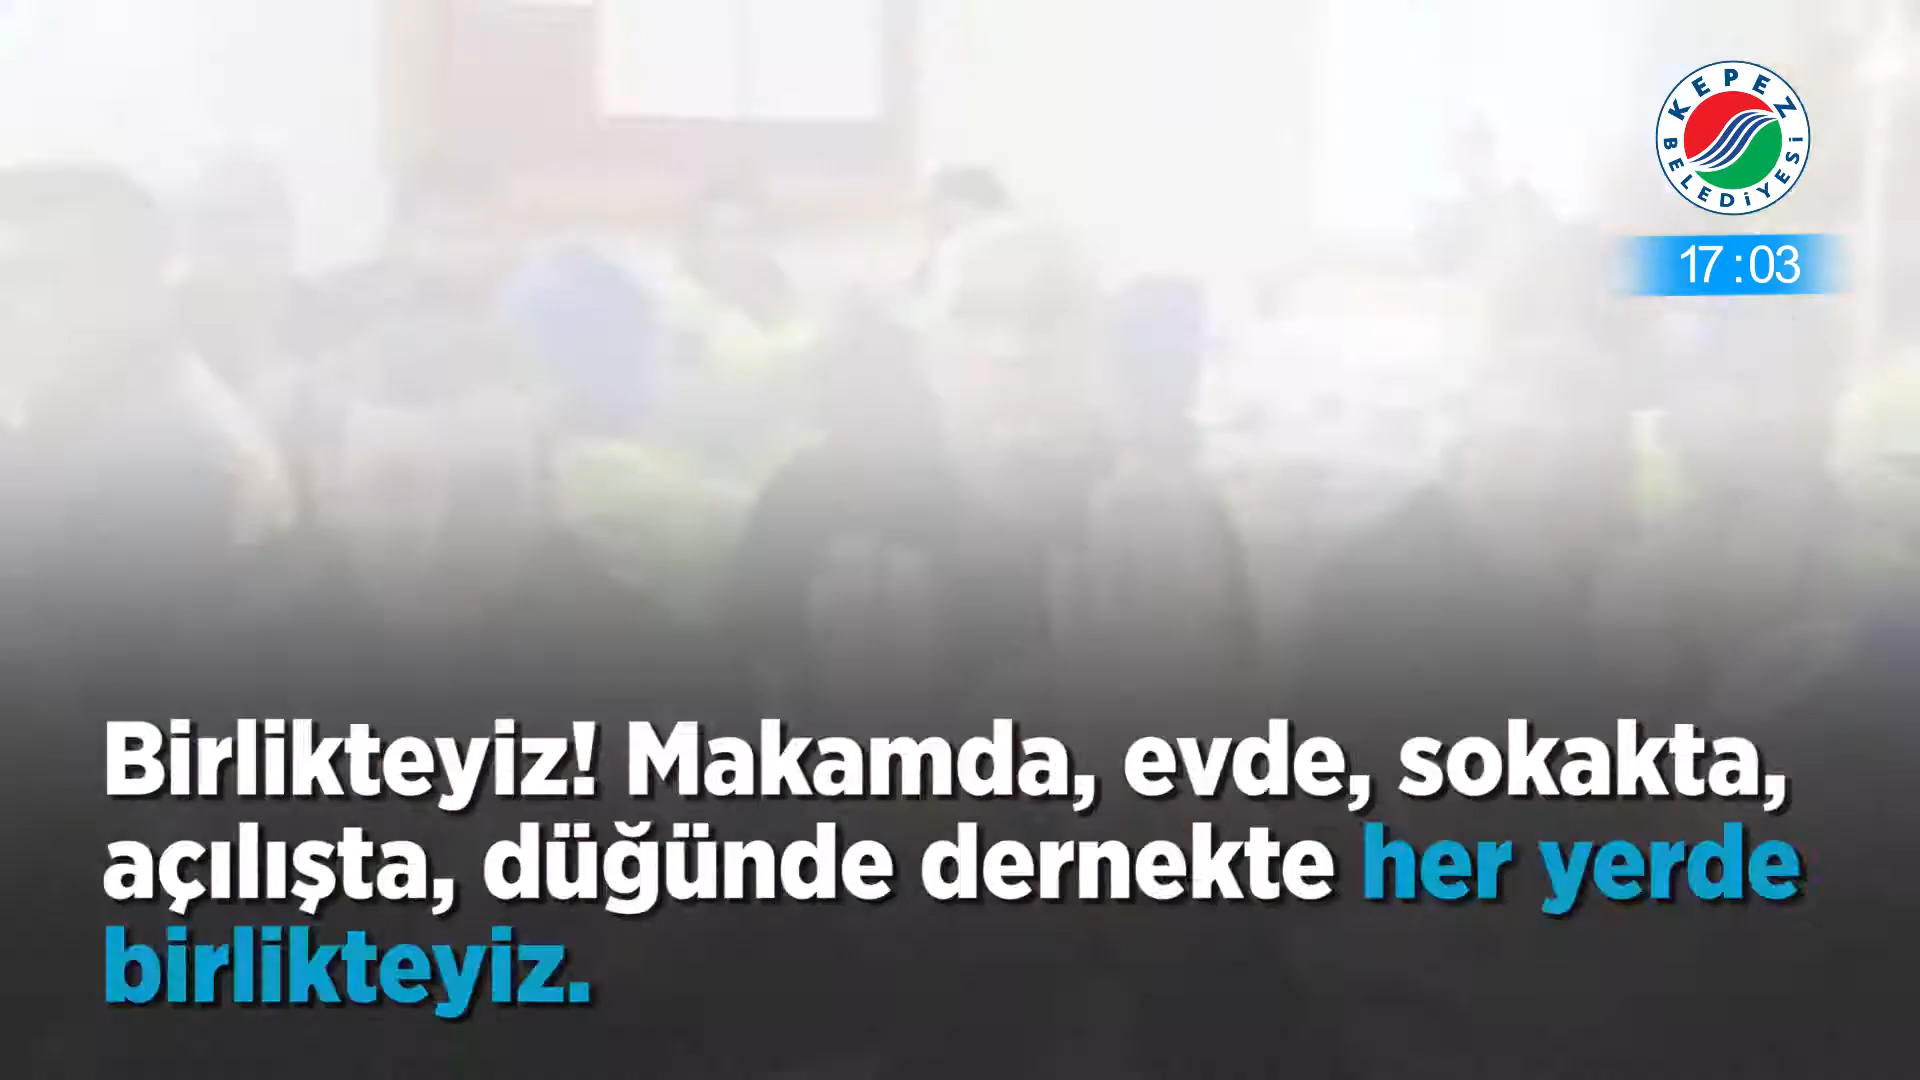 KEPEZ
BELEDİYESİ
17:03
Birlikteyiz! Makamda, evde, sokakta,
açılışta, düğünde dernekte her yerde
birlikteyiz.